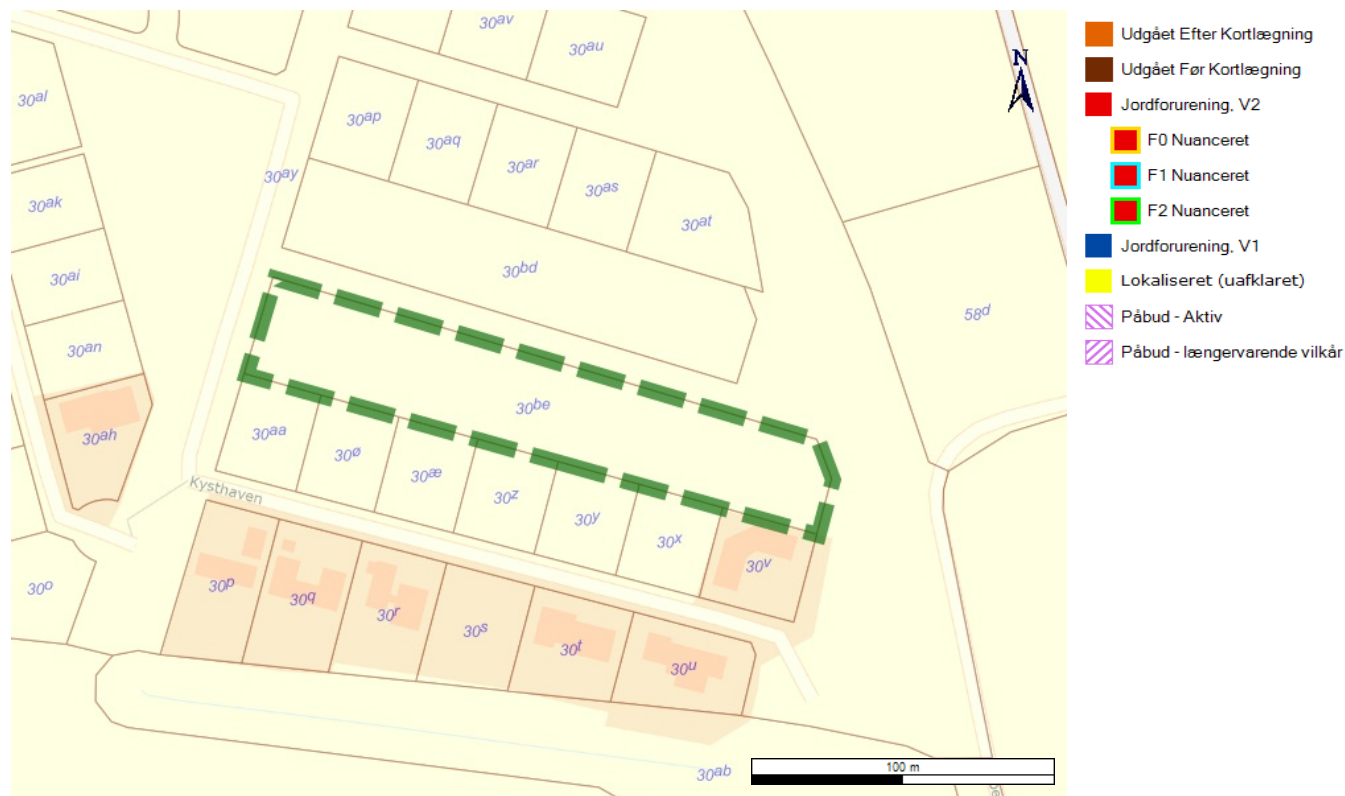 30av
30au
30al
30ap
30aq
30ar
30as
30at
30ay
30ak
30ai
30an
30ah
30bd
58d
30be
30aa
30ø
30æ
30z
30y
30x
30v
Kysthaven
30o
30p
30q
30r
30s
30t
30u
30ab
N
100 m
Udgået Efter Kortlægning
Udgået Før Kortlægning
Jordforurening, V2
F0 Nuanceret
F1 Nuanceret
F2 Nuanceret
Jordforurening, V1
Lokaliseret (uafklaret)
Påbud - Aktiv
Påbud - længervarende vilkår